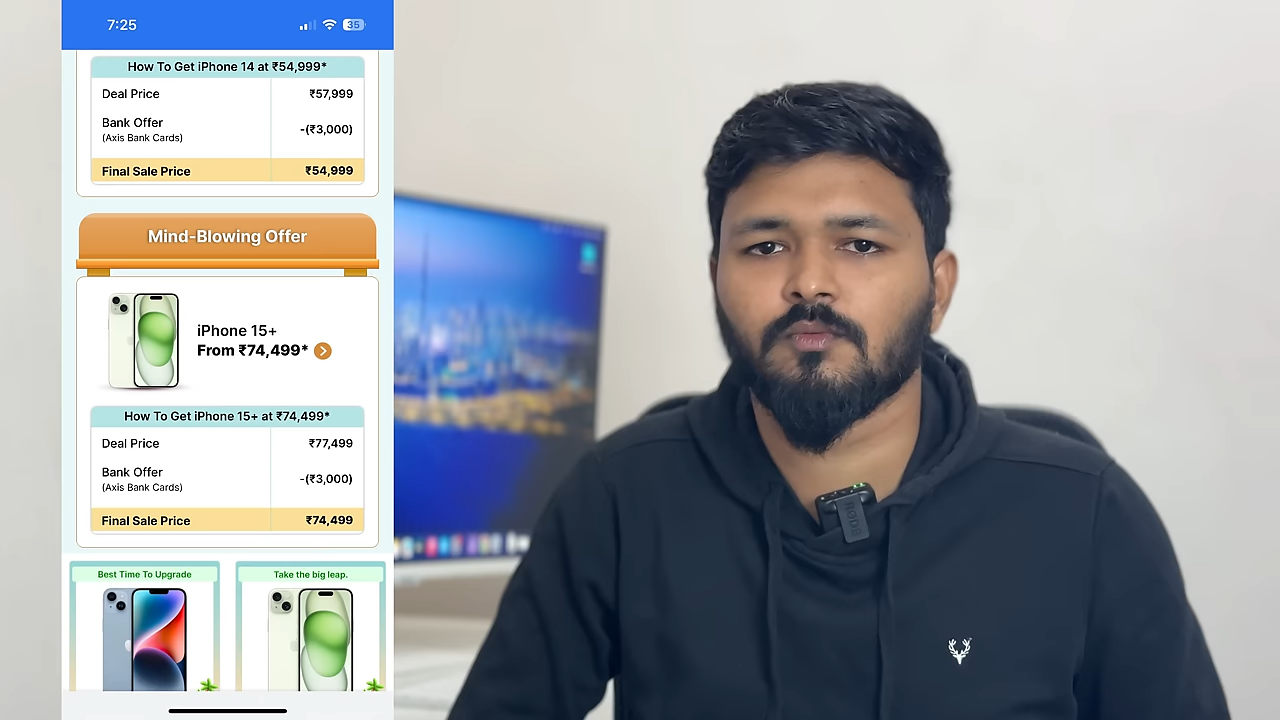 7:25
35
How To Get iPhone 14 at ₹54,999*
Deal Price ₹57,999
Bank Offer -(₹3,000)
(Axis Bank Cards)
Final Sale Price ₹54,999
Mind-Blowing Offer
iPhone 15+
From ₹74,499*
How To Get iPhone 15+ at ₹74,499*
Deal Price ₹77,499
Bank Offer -(₹3,000)
(Axis Bank Cards)
Final Sale Price ₹74,499
Best Time To Upgrade
Take the big leap.
RODE